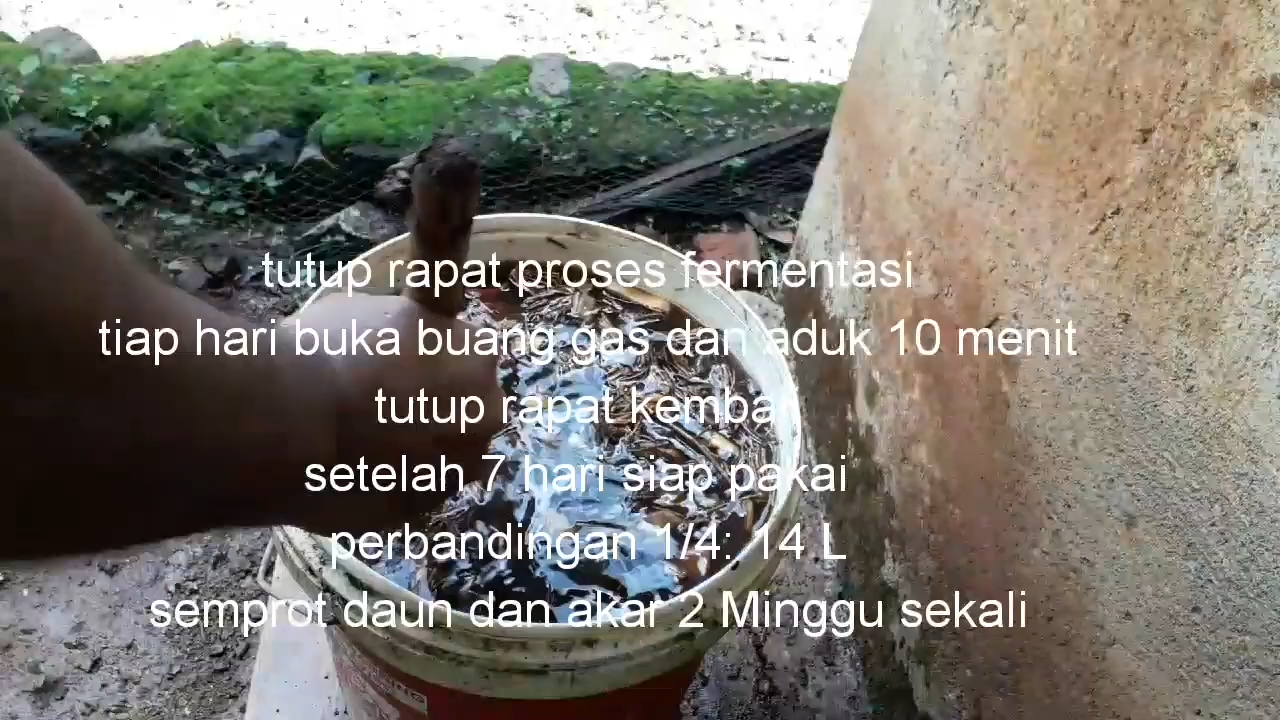 tutup rapat proses fermentasi
tiap hari buka buang gas dan aduk 10 menit
tutup rapat kembali
setelah 7 hari siap pakai
perbandingan 1/4: 14 L
semprot daun dan akar 2 Minggu sekali